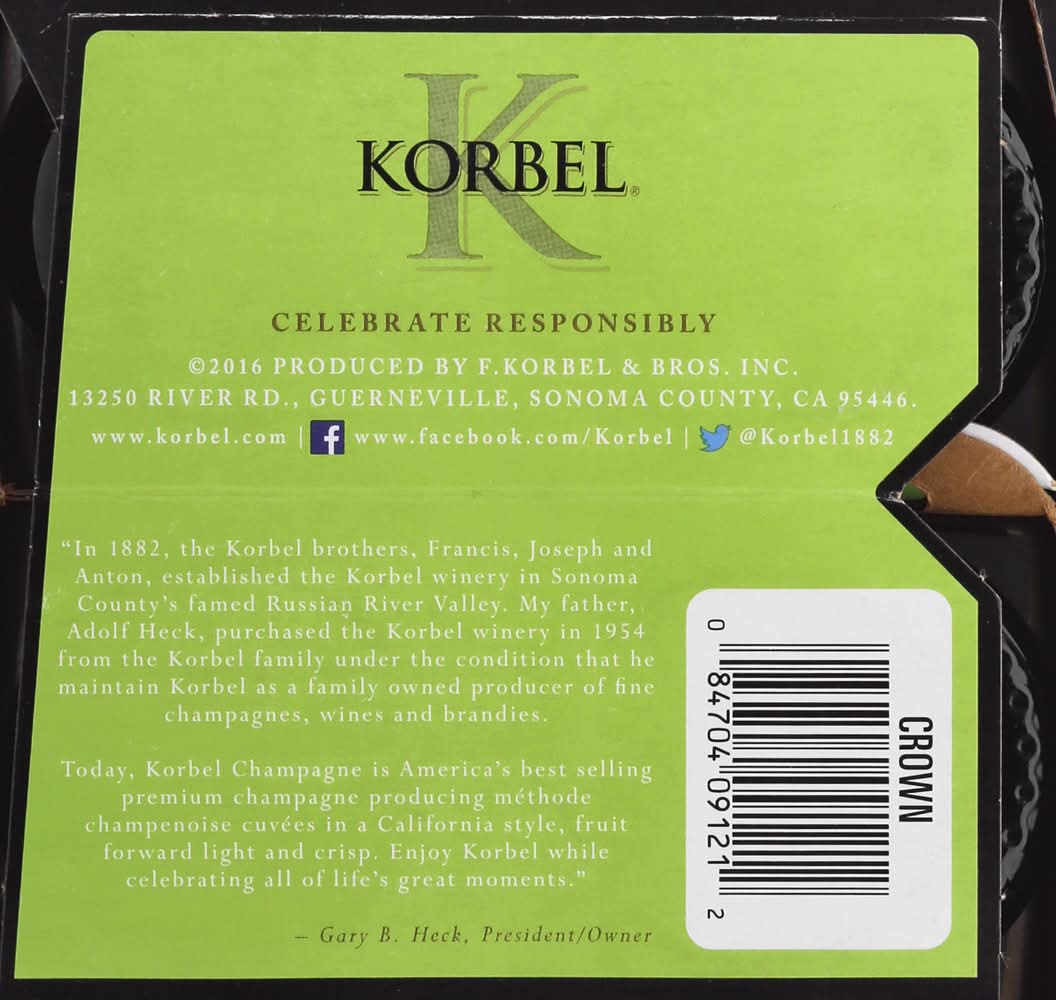 K
KORBEL®
CELEBRATE RESPONSIBLY
©2016 PRODUCED BY F.KORBEL & BROS. INC.
13250 RIVER RD., GUERNEVILLE, SONOMA COUNTY, CA 95446.
www.korbel.com | f www.facebook.com/Korbel | @Korbel1882
“In 1882, the Korbel brothers, Francis, Joseph and
Anton, established the Korbel winery in Sonoma
County’s famed Russian River Valley. My father,
Adolf Heck, purchased the Korbel winery in 1954
from the Korbel family under the condition that he
maintain Korbel as a family owned producer of fine
champagnes, wines and brandies.
Today, Korbel Champagne is America’s best selling
premium champagne producing méthode
champenoise cuvées in a California style, fruit
forward light and crisp. Enjoy Korbel while
celebrating all of life’s great moments.”
– Gary B. Heck, President/Owner
CROWN
0 84704 09121 2